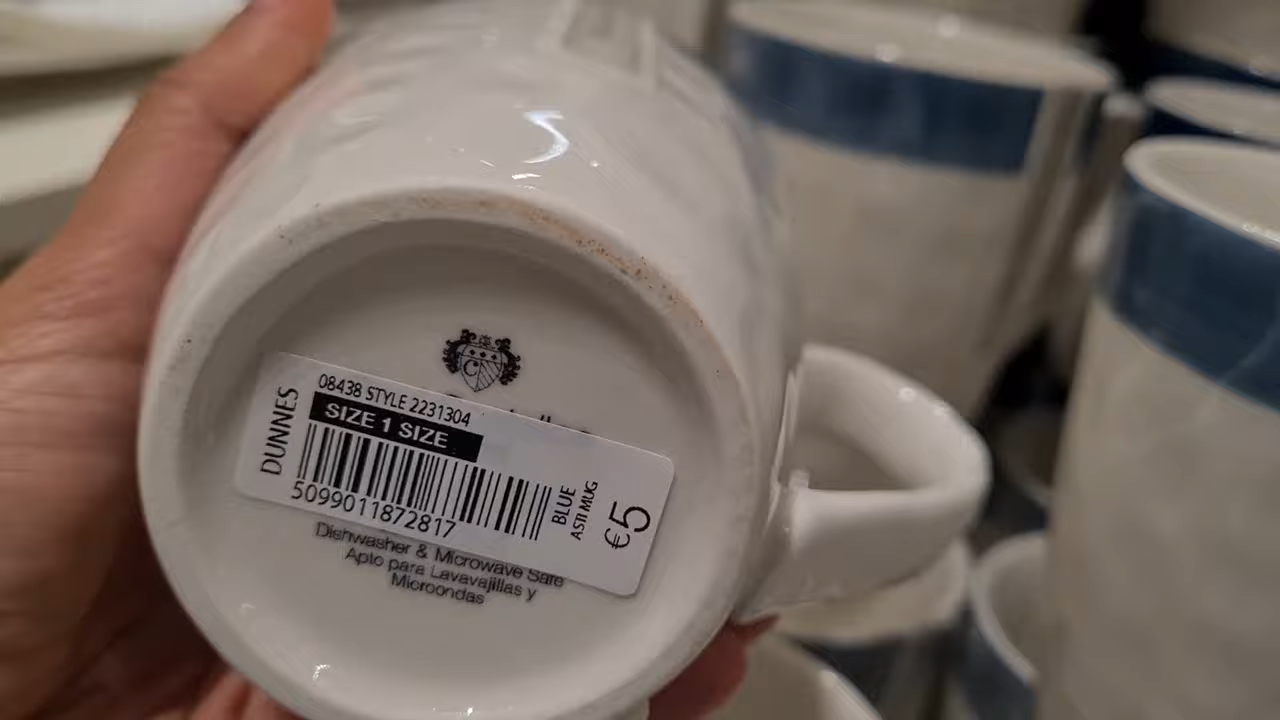 C
08438 STYLE 2231304
SIZE 1 SIZE
DUNNES
5099011872817
BLUE
ASTI MUG
€5
Dishwasher & Microwave Safe
Apto para Lavavajillas y
Microondas